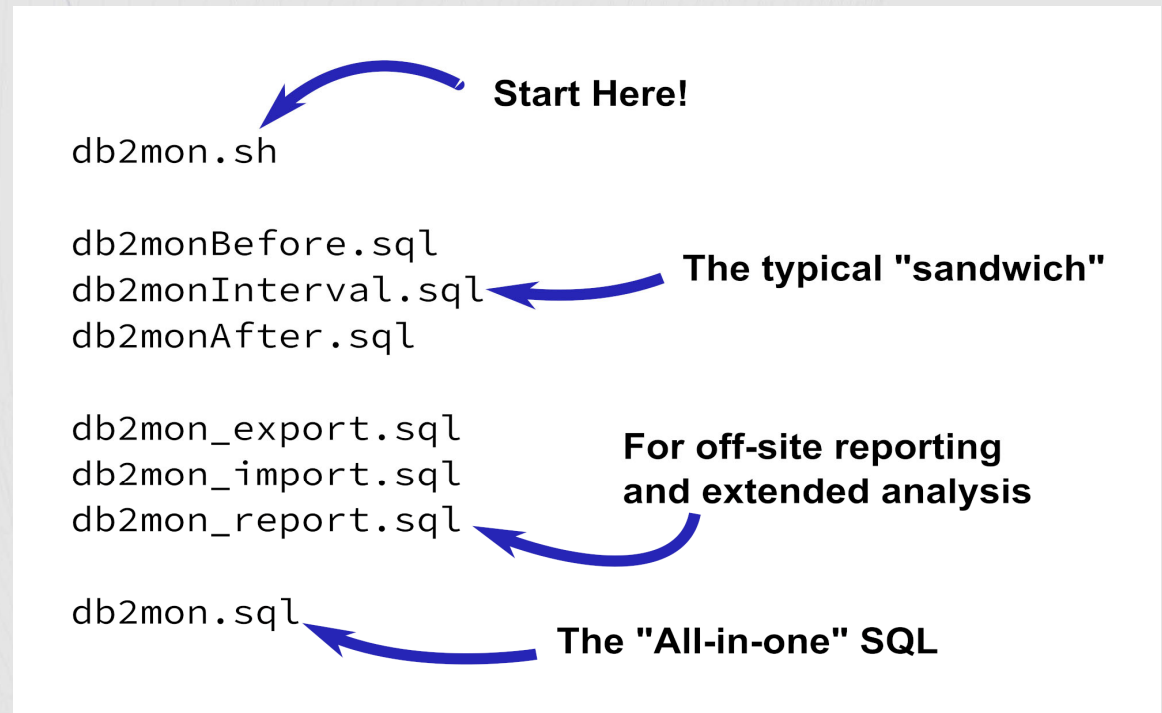 Start Here!
db2mon.sh
db2monBefore.sql
db2monInterval.sql
db2monAfter.sql
The typical "sandwich"
db2mon_export.sql
db2mon_import.sql
db2mon_report.sql
For off-site reporting
and extended analysis
db2mon.sql
The "All-in-one" SQL